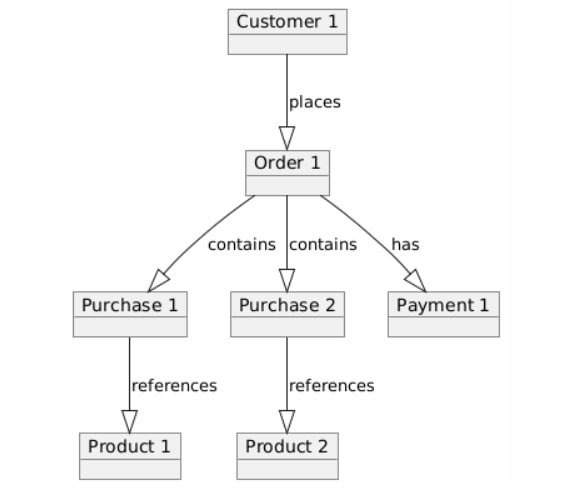 Customer 1
places
Order 1
contains
contains
has
Purchase 1
Purchase 2
Payment 1
references
references
Product 1
Product 2